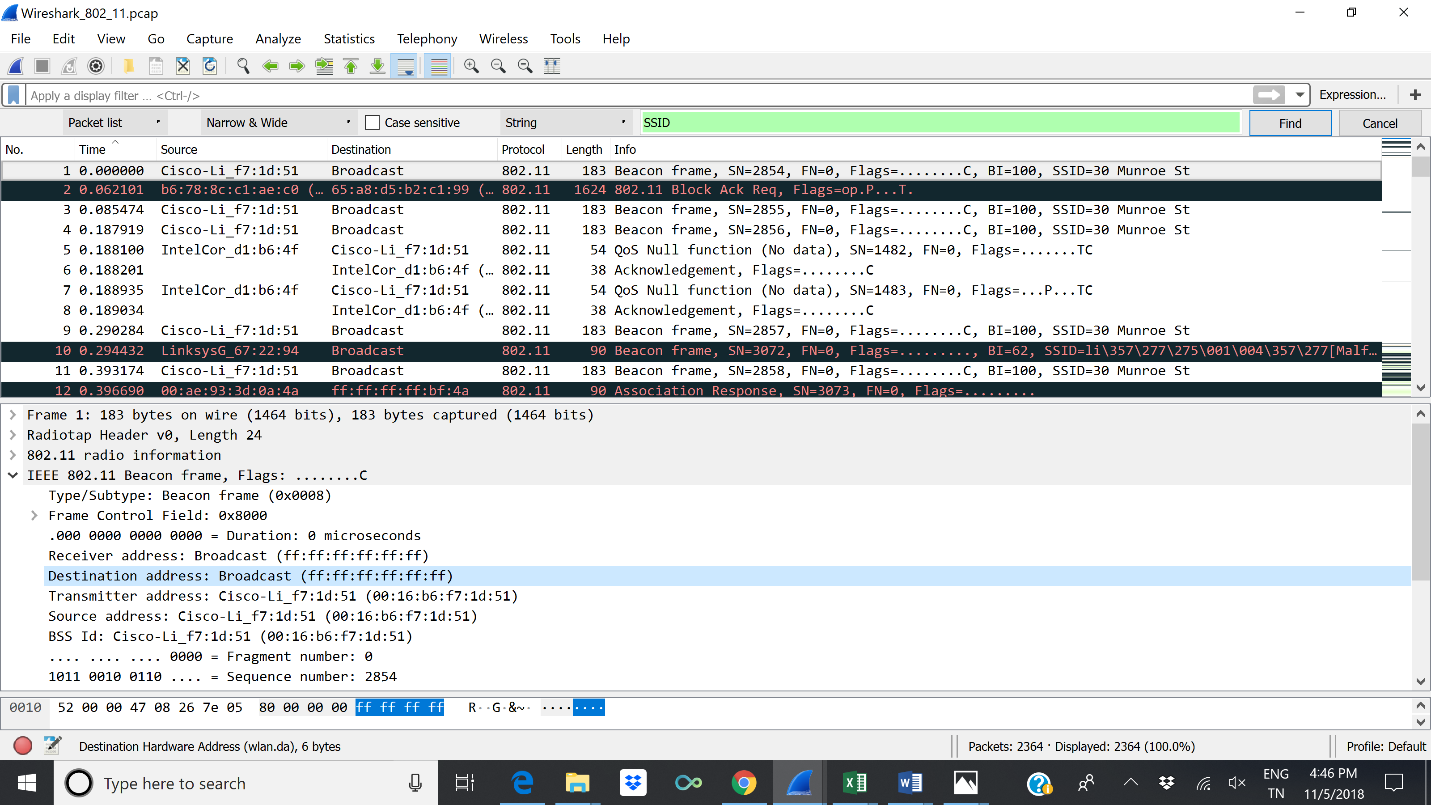 Wireshark_802_11.pcap
File Edit View Go Capture Analyze Statistics Telephony Wireless Tools Help
Apply a display filter ... <Ctrl-/> Expression... +
Packet list Narrow & Wide Case sensitive String SSID Find Cancel
No. Time Source Destination Protocol Length Info
1 0.000000 Cisco-Li_f7:1d:51 Broadcast 802.11 183 Beacon frame, SN=2854, FN=0, Flags=........C, BI=100, SSID=30 Munroe St
2 0.062101 b6:78:8c:c1:ae:c0 (… 65:a8:d5:b2:c1:99 (… 802.11 1624 802.11 Block Ack Req, Flags=op.P...T.
3 0.085474 Cisco-Li_f7:1d:51 Broadcast 802.11 183 Beacon frame, SN=2855, FN=0, Flags=........C, BI=100, SSID=30 Munroe St
4 0.187919 Cisco-Li_f7:1d:51 Broadcast 802.11 183 Beacon frame, SN=2856, FN=0, Flags=........C, BI=100, SSID=30 Munroe St
5 0.188100 IntelCor_d1:b6:4f Cisco-Li_f7:1d:51 802.11 54 QoS Null function (No data), SN=1482, FN=0, Flags=.......TC
6 0.188201 IntelCor_d1:b6:4f (… 802.11 38 Acknowledgement, Flags=........C
7 0.188935 IntelCor_d1:b6:4f Cisco-Li_f7:1d:51 802.11 54 QoS Null function (No data), SN=1483, FN=0, Flags=...P...TC
8 0.189034 IntelCor_d1:b6:4f (… 802.11 38 Acknowledgement, Flags=........C
9 0.290284 Cisco-Li_f7:1d:51 Broadcast 802.11 183 Beacon frame, SN=2857, FN=0, Flags=........C, BI=100, SSID=30 Munroe St
10 0.294432 LinksysG_67:22:94 Broadcast 802.11 90 Beacon frame, SN=3072, FN=0, Flags=........., BI=62, SSID=li\357\277\275\001\004\357\277[Malf…
11 0.393174 Cisco-Li_f7:1d:51 Broadcast 802.11 183 Beacon frame, SN=2858, FN=0, Flags=........C, BI=100, SSID=30 Munroe St
12 0.396690 00:ae:93:3d:0a:4a ff:ff:ff:ff:bf:4a 802.11 90 Association Response, SN=3073, FN=0, Flags=.........
Frame 1: 183 bytes on wire (1464 bits), 183 bytes captured (1464 bits)
Radiotap Header v0, Length 24
802.11 radio information
IEEE 802.11 Beacon frame, Flags: ........C
Type/Subtype: Beacon frame (0x0008)
Frame Control Field: 0x8000
.000 0000 0000 0000 = Duration: 0 microseconds
Receiver address: Broadcast (ff:ff:ff:ff:ff:ff)
Destination address: Broadcast (ff:ff:ff:ff:ff:ff)
Transmitter address: Cisco-Li_f7:1d:51 (00:16:b6:f7:1d:51)
Source address: Cisco-Li_f7:1d:51 (00:16:b6:f7:1d:51)
BSS Id: Cisco-Li_f7:1d:51 (00:16:b6:f7:1d:51)
.... .... .... 0000 = Fragment number: 0
1011 0010 0110 .... = Sequence number: 2854
0010 52 00 00 47 08 26 7e 05 80 00 00 00 ff ff ff ff R··G·&~· ········
Destination Hardware Address (wlan.da), 6 bytes Packets: 2364 · Displayed: 2364 (100.0%) Profile: Default
Type here to search ENG 4:46 PM
TN 11/5/2018